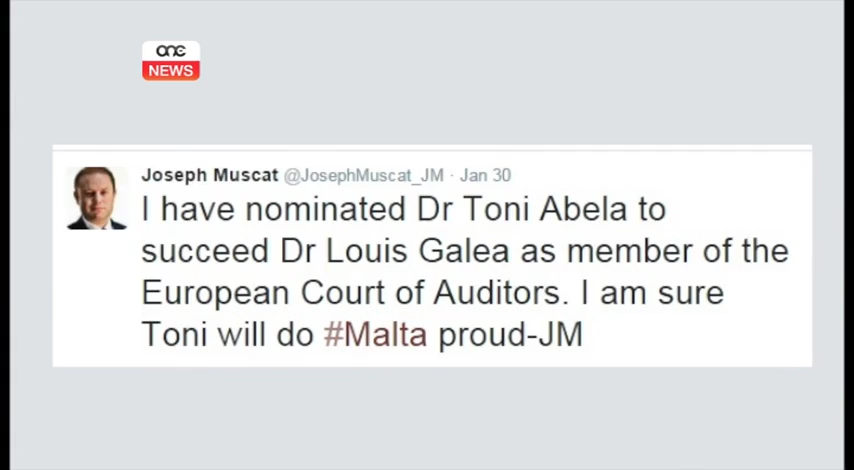 one
NEWS
Joseph Muscat @JosephMuscat_JM · Jan 30
I have nominated Dr Toni Abela to
succeed Dr Louis Galea as member of the
European Court of Auditors. I am sure
Toni will do #Malta proud-JM